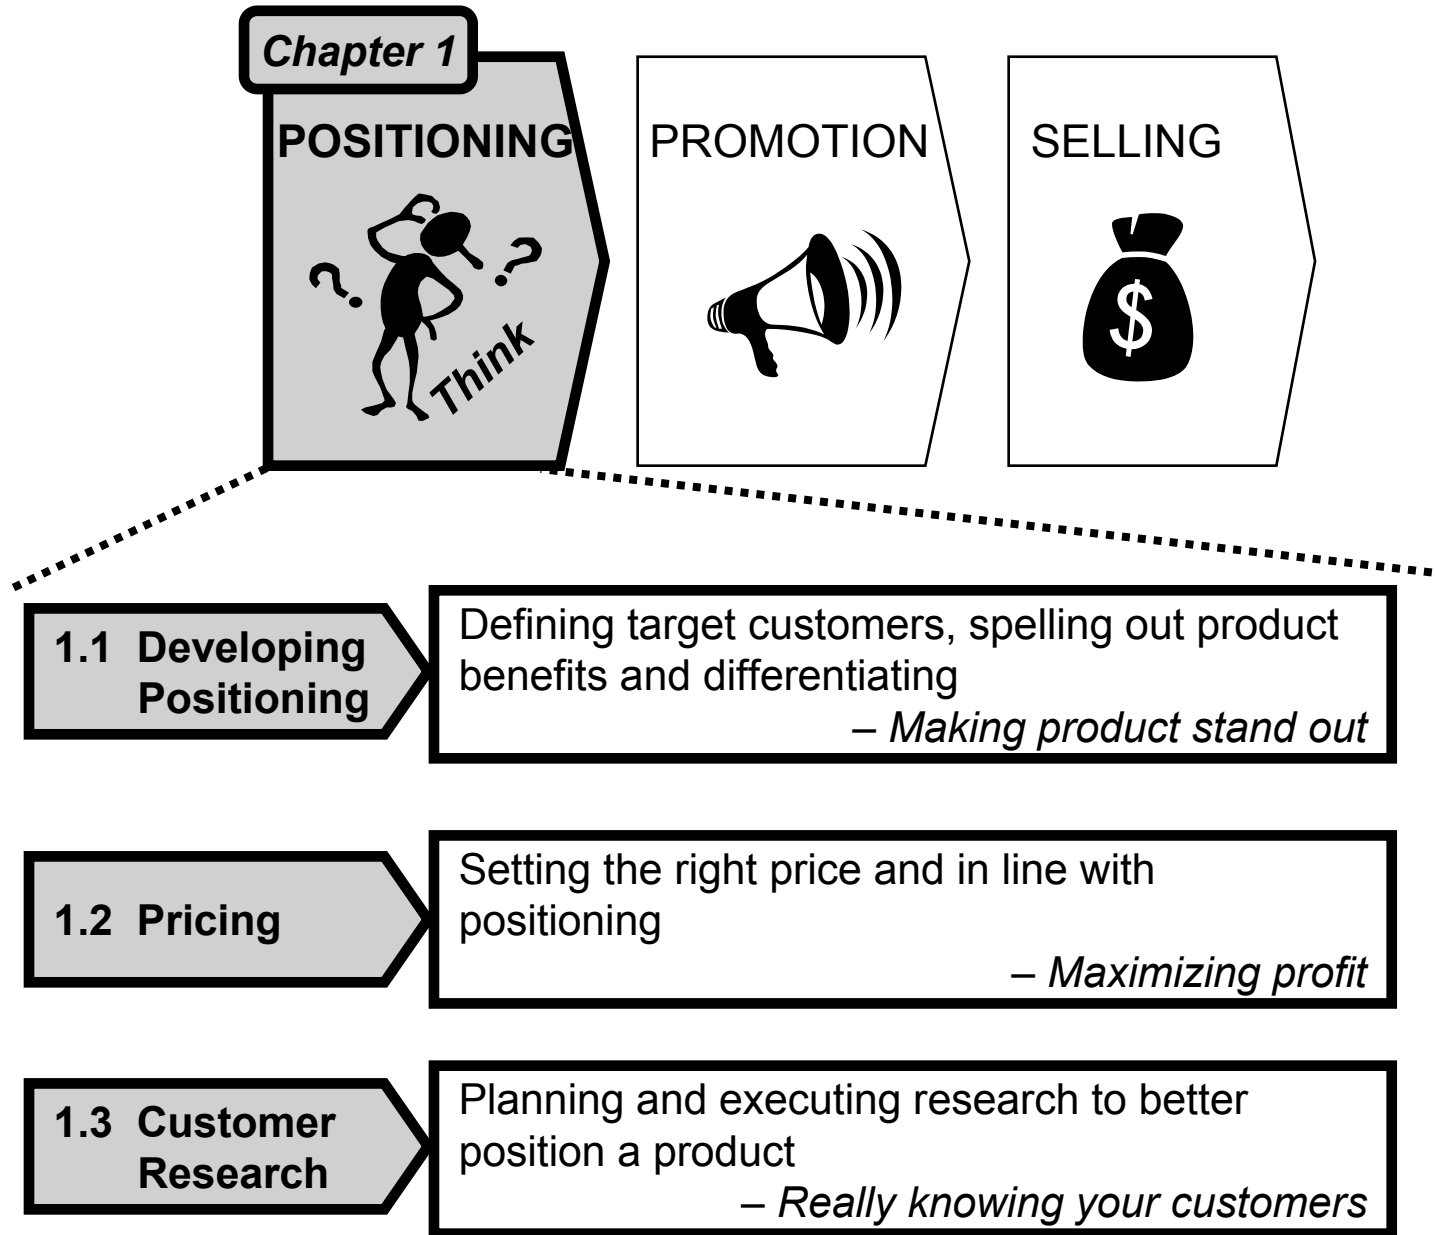 Chapter 1
POSITIONING
PROMOTION
SELLING
? ?
Think
$
1.1 Developing
Positioning
Defining target customers, spelling out product
benefits and differentiating
– Making product stand out
1.2 Pricing
Setting the right price and in line with
positioning
– Maximizing profit
1.3 Customer
Research
Planning and executing research to better
position a product
– Really knowing your customers